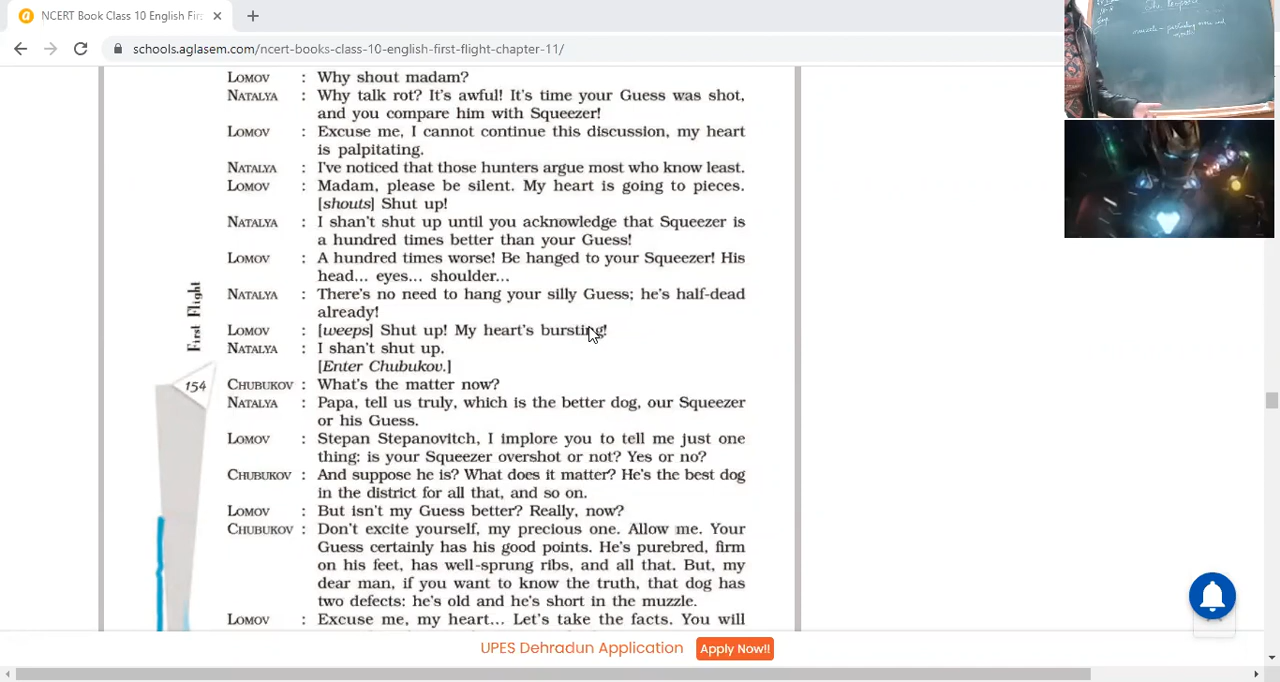 NCERT Book Class 10 English Firs
schools.aglasem.com/ncert-books-class-10-english-first-flight-chapter-11/
LOMOV : Why shout madam?
NATALYA : Why talk rot? It's awful! It's time your Guess was shot,
and you compare him with Squeezer!
LOMOV : Excuse me, I cannot continue this discussion, my heart
is palpitating.
NATALYA : I've noticed that those hunters argue most who know least.
LOMOV : Madam, please be silent. My heart is going to pieces.
[shouts] Shut up!
NATALYA : I shan't shut up until you acknowledge that Squeezer is
a hundred times better than your Guess!
LOMOV : A hundred times worse! Be hanged to your Squeezer! His
head... eyes... shoulder...
NATALYA : There's no need to hang your silly Guess; he's half-dead
already!
LOMOV : [weeps] Shut up! My heart's bursting!
NATALYA : I shan't shut up.
[Enter Chubukov.]
CHUBUKOV : What's the matter now?
NATALYA : Papa, tell us truly, which is the better dog, our Squeezer
or his Guess.
LOMOV : Stepan Stepanovitch, I implore you to tell me just one
thing: is your Squeezer overshot or not? Yes or no?
CHUBUKOV : And suppose he is? What does it matter? He's the best dog
in the district for all that, and so on.
LOMOV : But isn't my Guess better? Really, now?
CHUBUKOV : Don't excite yourself, my precious one. Allow me. Your
Guess certainly has his good points. He's purebred, firm
on his feet, has well-sprung ribs, and all that. But, my
dear man, if you want to know the truth, that dog has
two defects: he's old and he's short in the muzzle.
LOMOV : Excuse me, my heart... Let's take the facts. You will
First Flight
154
UPES Dehradun Application
Apply Now!!